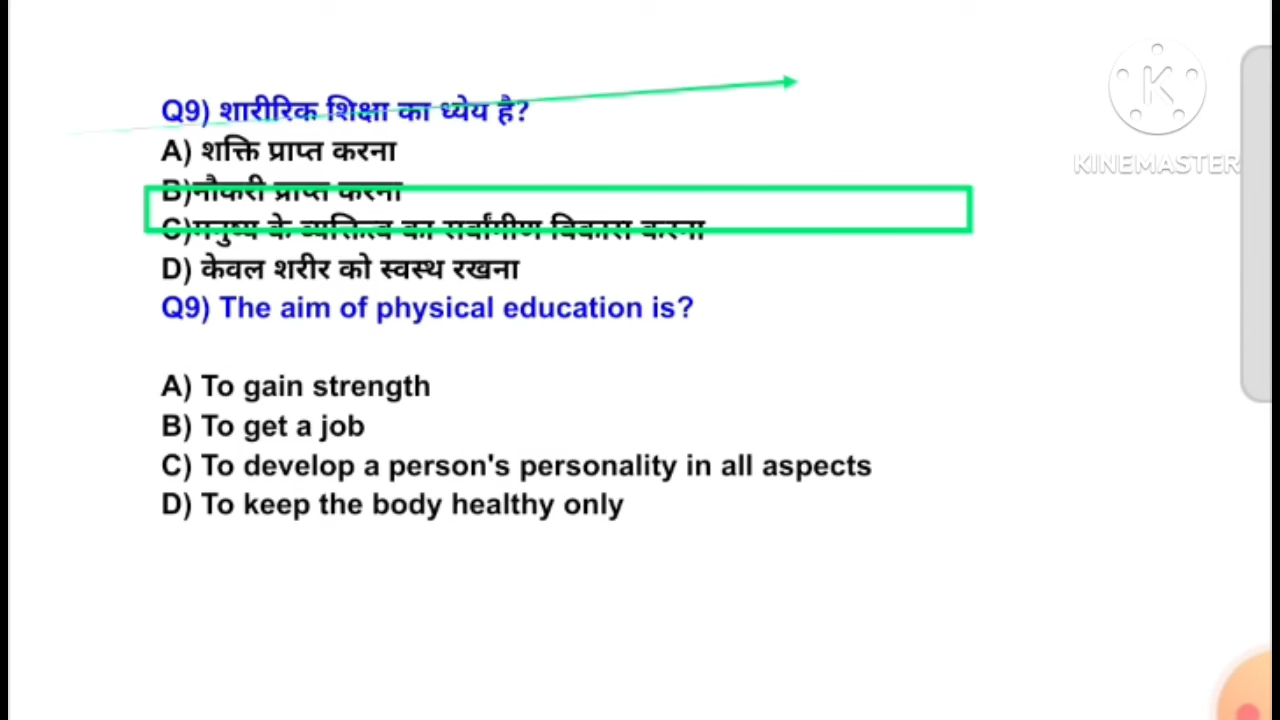 Q9) शारीरिक शिक्षा का ध्येय है?
A) शक्ति प्राप्त करना
B)नौकरी प्राप्त करना
C)मनुष्य के व्यक्तित्व का सर्वांगीण विकास करना
D) केवल शरीर को स्वस्थ रखना
Q9) The aim of physical education is?
A) To gain strength
B) To get a job
C) To develop a person's personality in all aspects
D) To keep the body healthy only
K
KINEMASTER